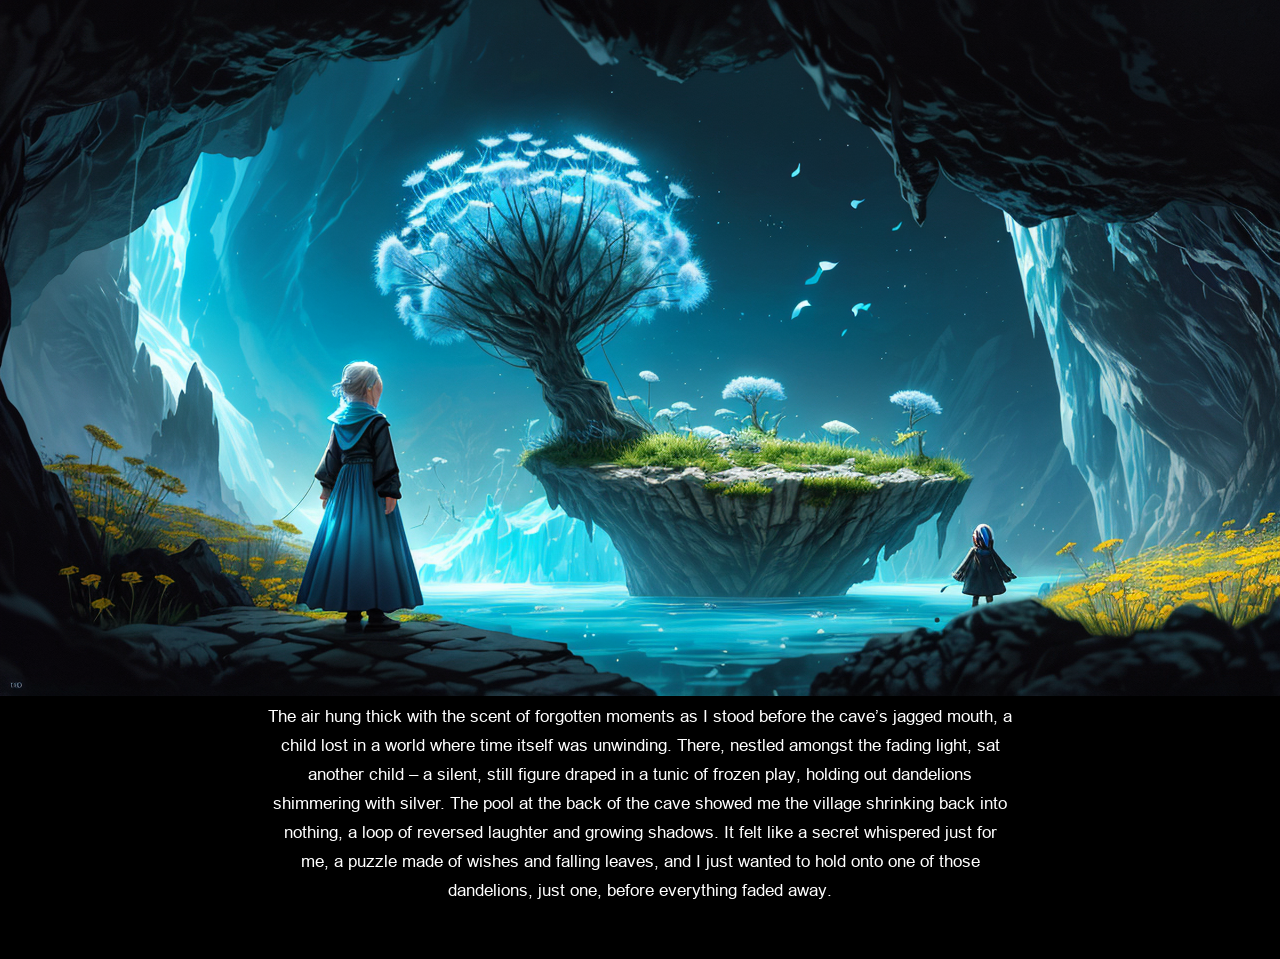 The air hung thick with the scent of forgotten moments as I stood before the cave’s jagged mouth, a
child lost in a world where time itself was unwinding. There, nestled amongst the fading light, sat
another child – a silent, still figure draped in a tunic of frozen play, holding out dandelions
shimmering with silver. The pool at the back of the cave showed me the village shrinking back into
nothing, a loop of reversed laughter and growing shadows. It felt like a secret whispered just for
me, a puzzle made of wishes and falling leaves, and I just wanted to hold onto one of those
dandelions, just one, before everything faded away.